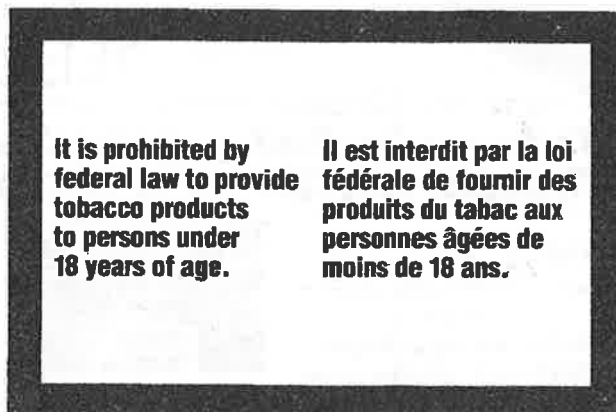 It is prohibited by
federal law to provide
tobacco products
to persons under
18 years of age.
Il est interdit par la loi
fédérale de fournir des
produits du tabac aux
personnes âgées de
moins de 18 ans.